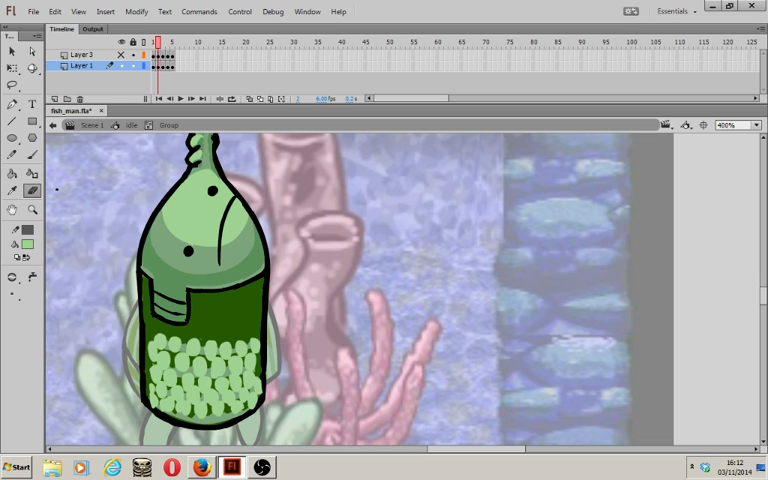 Fl File Edit View Insert Modify Text Commands Control Debug Window Help Essentials
T...
Timeline Output
1 5 10 15 20 25 30 35 40 45 50 55 60 65 70 75 80 85 90 95 100 105 110 115 120 125
Layer 3
Layer 1
2 6.00 fps 0.2 s
fish_man.fla* ×
Scene 1 idle Group 400%
T
Start Fl 16:12
03/11/2014